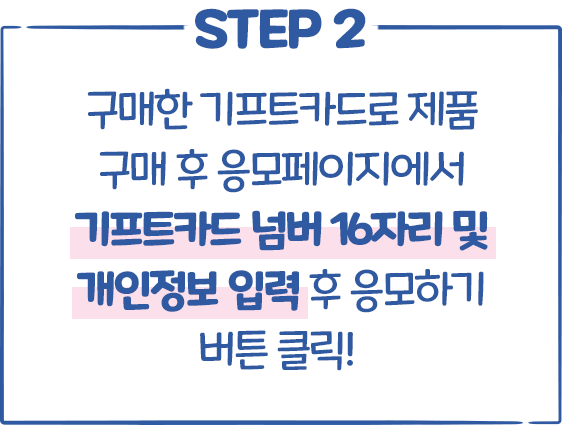 STEP 2
구매한 기프트카드로 제품
구매 후 응모페이지에서
기프트카드 넘버 16자리 및
개인정보 입력 후 응모하기
버튼 클릭!